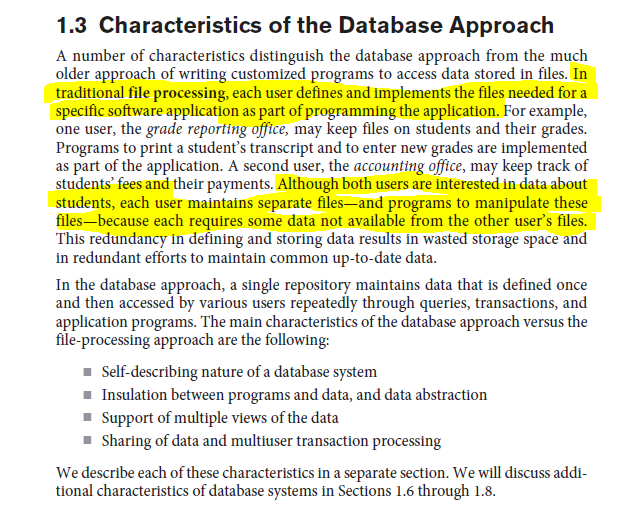 1.3 Characteristics of the Database Approach
A number of characteristics distinguish the database approach from the much
older approach of writing customized programs to access data stored in files. In
traditional file processing, each user defines and implements the files needed for a
specific software application as part of programming the application. For example,
one user, the grade reporting office, may keep files on students and their grades.
Programs to print a student’s transcript and to enter new grades are implemented
as part of the application. A second user, the accounting office, may keep track of
students’ fees and their payments. Although both users are interested in data about
students, each user maintains separate files—and programs to manipulate these
files—because each requires some data not available from the other user’s files.
This redundancy in defining and storing data results in wasted storage space and
in redundant efforts to maintain common up-to-date data.
In the database approach, a single repository maintains data that is defined once
and then accessed by various users repeatedly through queries, transactions, and
application programs. The main characteristics of the database approach versus the
file-processing approach are the following:
■ Self-describing nature of a database system
■ Insulation between programs and data, and data abstraction
■ Support of multiple views of the data
■ Sharing of data and multiuser transaction processing
We describe each of these characteristics in a separate section. We will discuss addi-
tional characteristics of database systems in Sections 1.6 through 1.8.